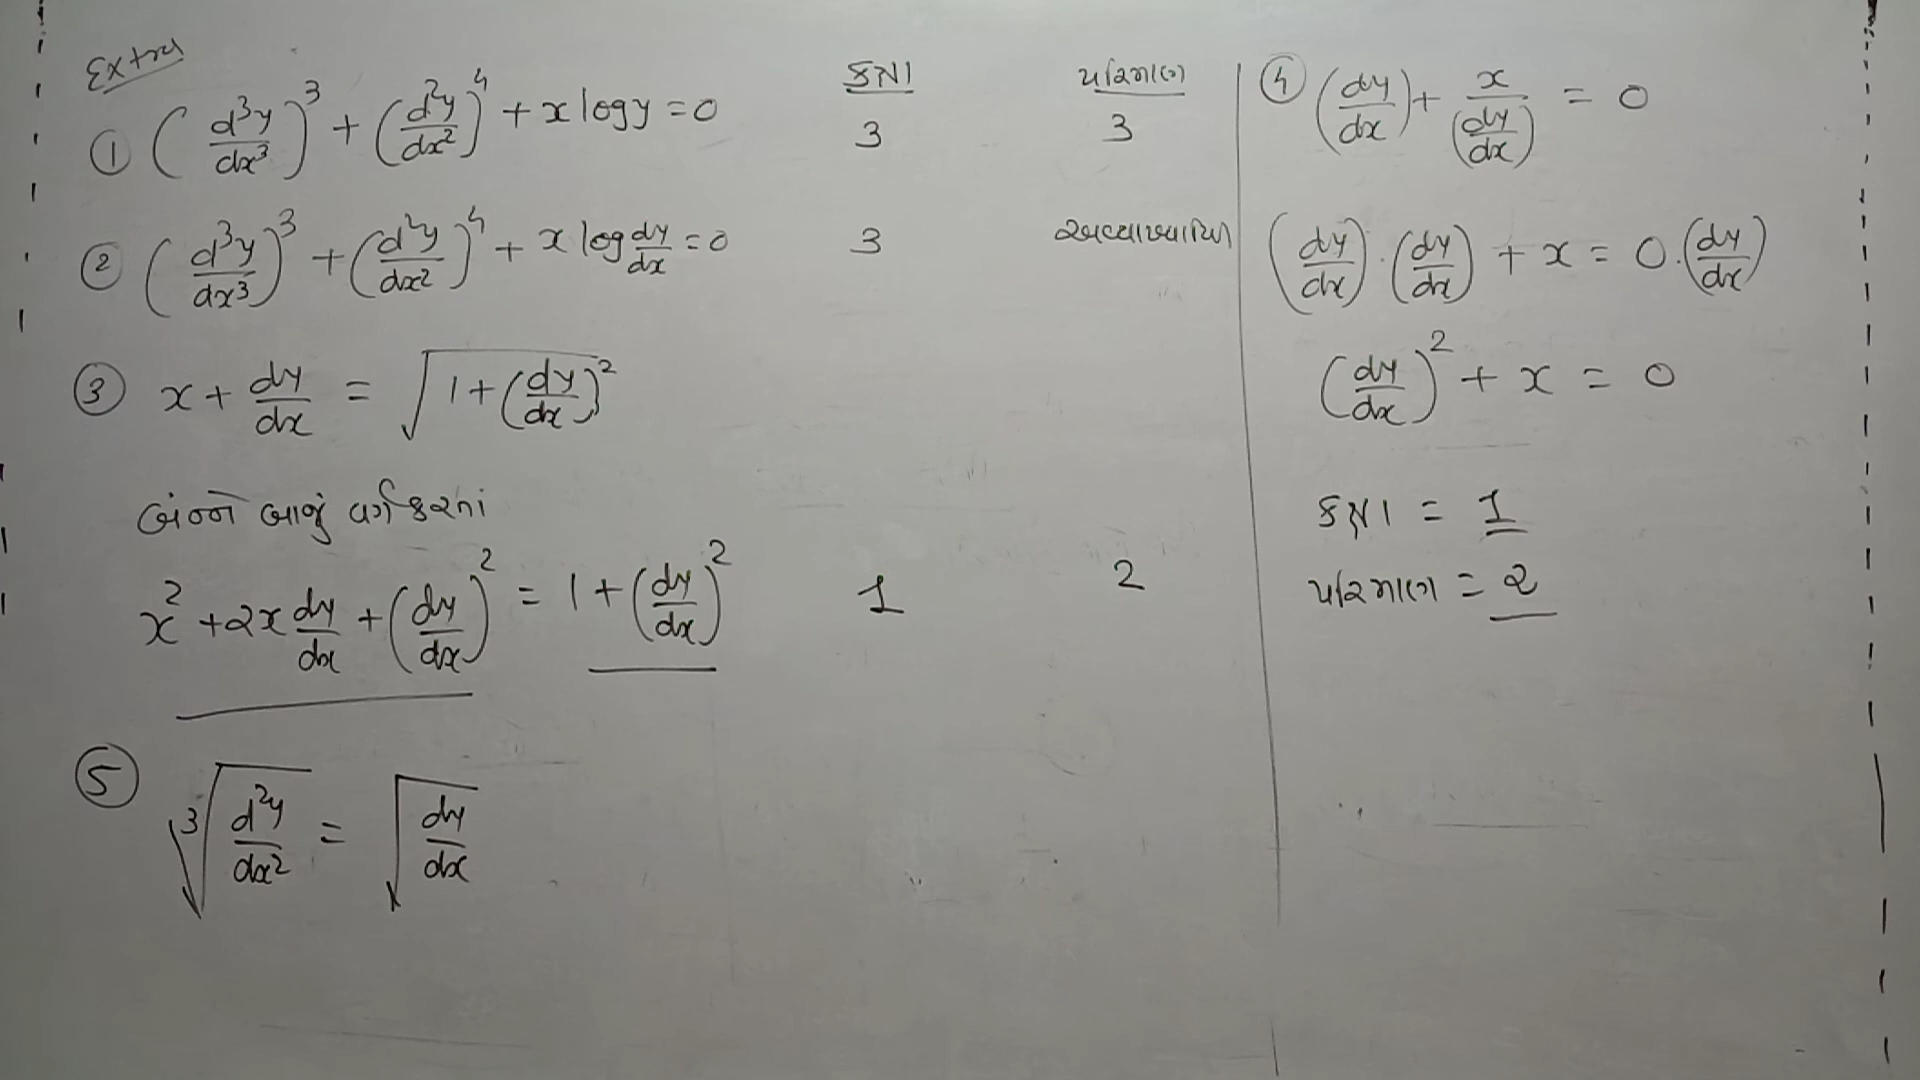 Extra
કક્ષા પરિમાણ
① (d³y/dx³)³ + (d²y/dx²)⁴ + x logy = 0 3 3
② (d³y/dx³)³ + (d²y/dx²)⁴ + x log dy/dx = 0 3 અવ્યાખ્યાયિત
③ x + dy/dx = √(1 + (dy/dx)²)
બંન્ને બાજું વર્ગ કરતાં
x² + 2x dy/dx + (dy/dx)² = 1 + (dy/dx)² 1 2
⑤ ³√(d²y/dx²) = √(dy/dx)
④ (dy/dx) + x/(dy/dx) = 0
(dy/dx) · (dy/dx) + x = 0 · (dy/dx)
(dy/dx)² + x = 0
કક્ષા = 1
પરિમાણ = 2